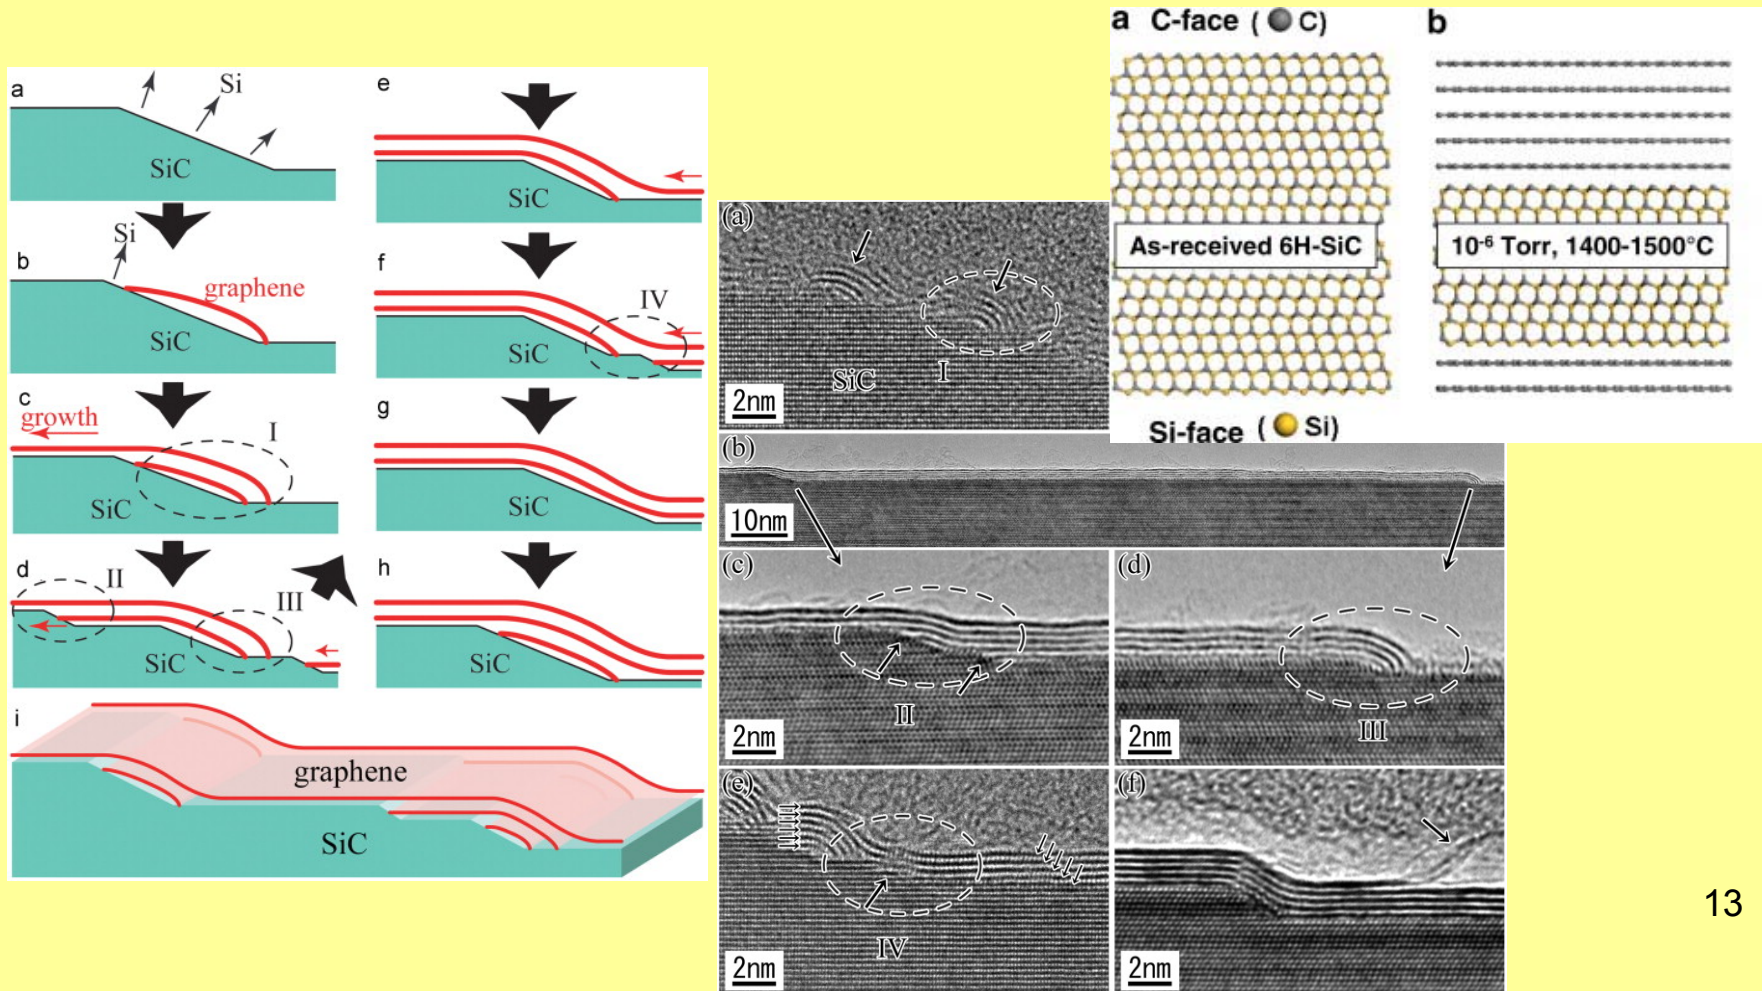 a
Si
SiC
Si
b
graphene
SiC
c
growth
I
SiC
d
II
III
SiC
e
SiC
f
IV
SiC
g
SiC
h
SiC
i
graphene
SiC
(a)
SiC
I
2nm
(b)
10nm
(c)
II
2nm
(d)
III
2nm
(e)
IV
2nm
(f)
2nm
a C-face ( C)
As-received 6H-SiC
Si-face ( Si)
b
10⁻⁶ Torr, 1400-1500°C
13